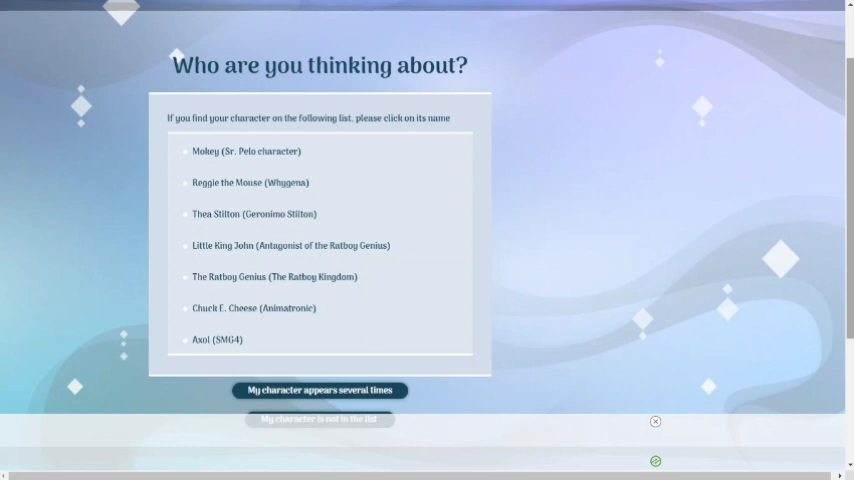 Who are you thinking about?
If you find your character on the following list, please click on its name
Mokey (Sr. Pelo character)
Reggie the Mouse (Whygena)
Thea Stilton (Geronimo Stilton)
Little King John (Antagonist of the Ratboy Genius)
The Ratboy Genius (The Ratboy Kingdom)
Chuck E. Cheese (Animatronic)
Axol (SMG4)
My character appears several times
My character is not in the list